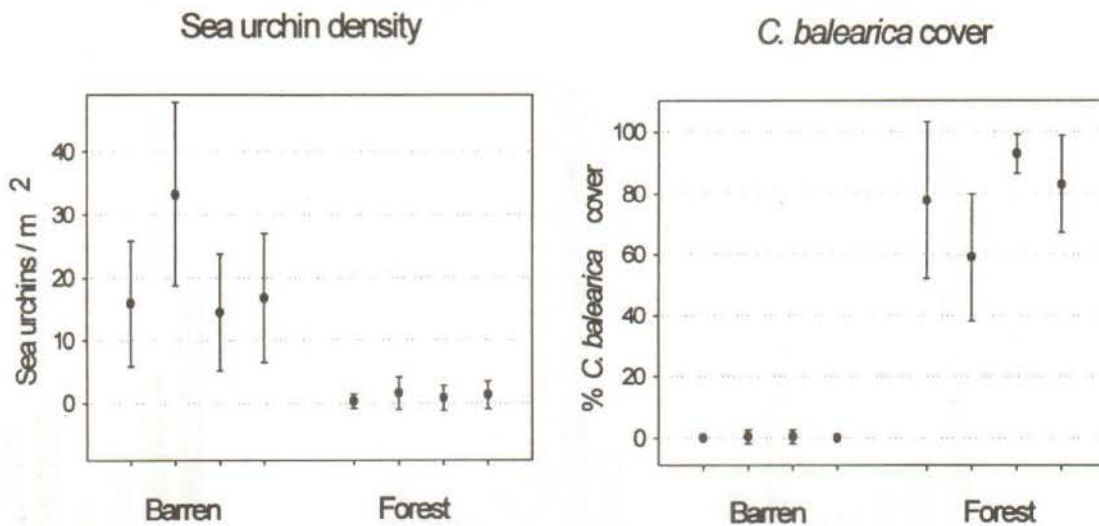 Sea urchin density
Sea urchins / m 2
40
30
20
10
0
Barren Forest
C. balearica cover
% C. balearica cover
100
80
60
40
20
0
Barren Forest